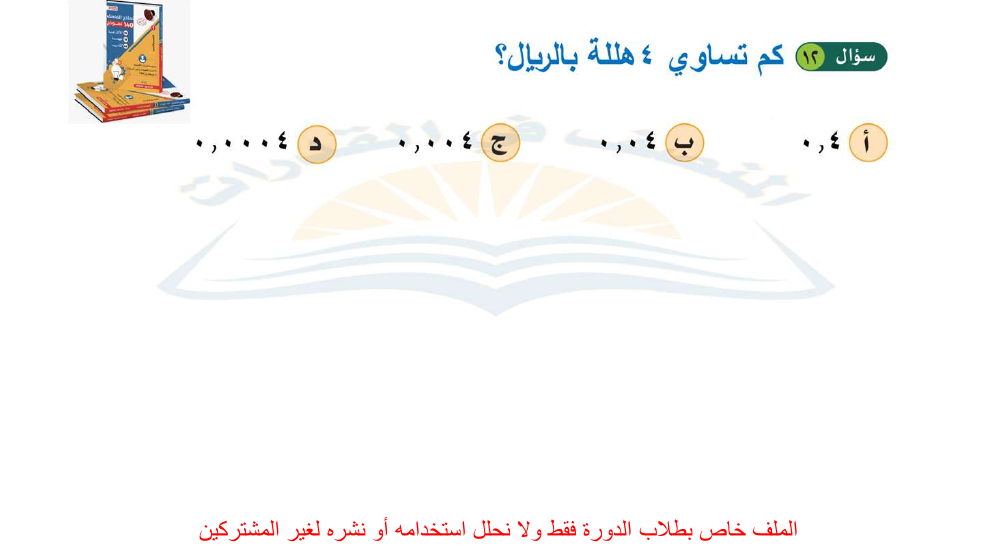 سؤال ١٢ كم تساوي ٤ هللة بالريال؟
أ ٠,٤ ب ٠,٠٤ ج ٠,٠٠٤ د ٠,٠٠٠٤
الملف خاص بطلاب الدورة فقط ولا نحلل استخدامه أو نشره لغير المشتركين